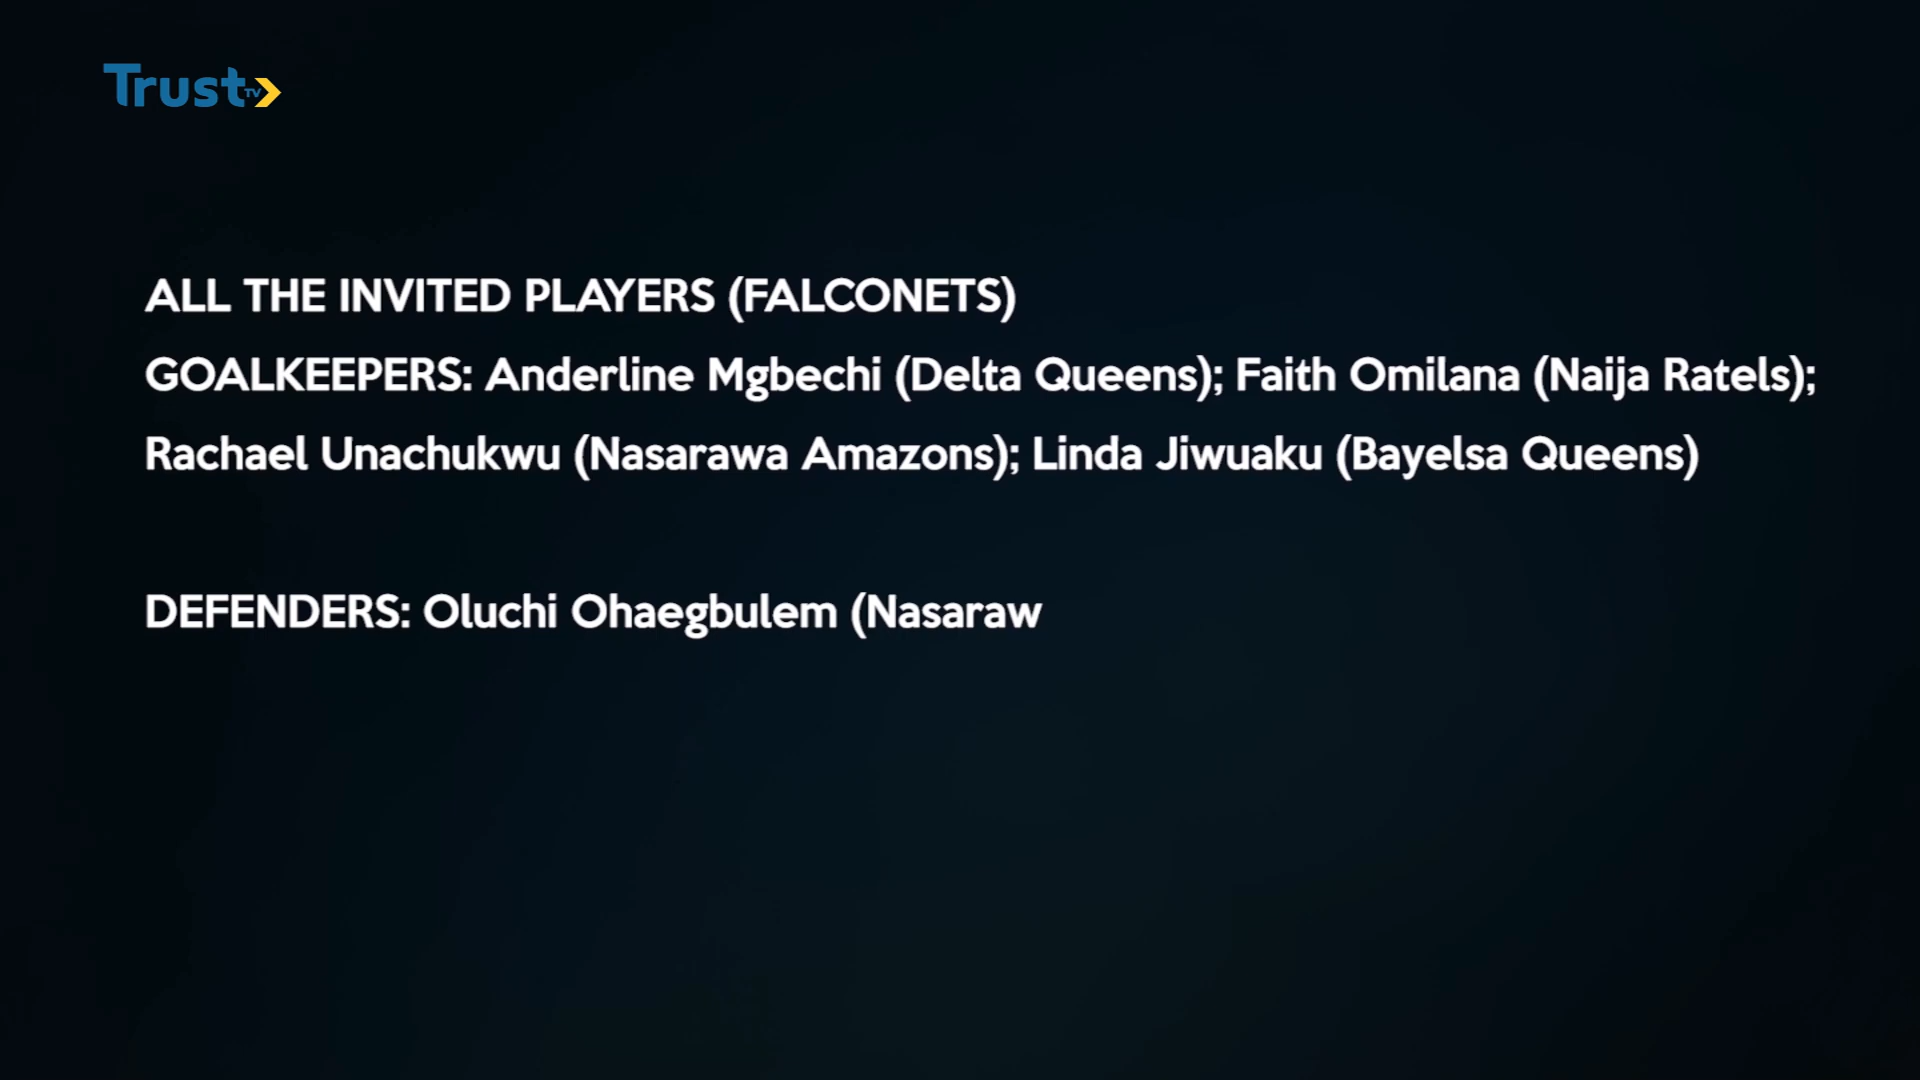 Trust TV
ALL THE INVITED PLAYERS (FALCONETS)
GOALKEEPERS: Anderline Mgbechi (Delta Queens); Faith Omilana (Naija Ratels);
Rachael Unachukwu (Nasarawa Amazons); Linda Jiwuaku (Bayelsa Queens)
DEFENDERS: Oluchi Ohaegbulem (Nasaraw